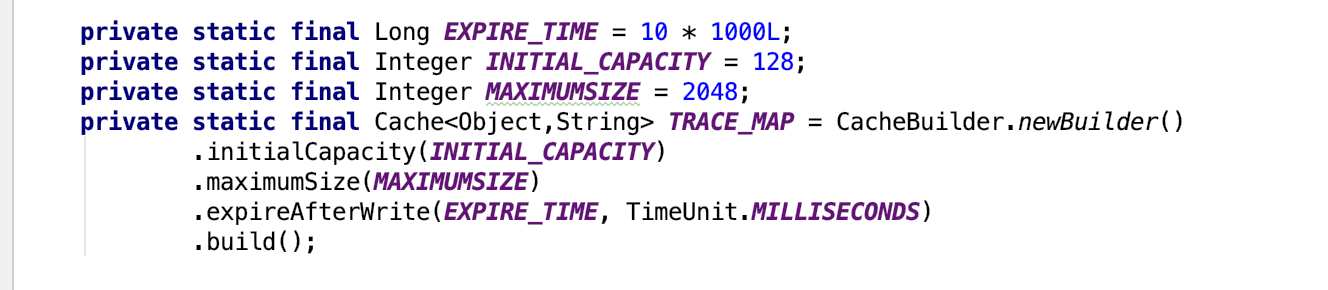 private static final Long EXPIRE_TIME = 10 * 1000L;
private static final Integer INITIAL_CAPACITY = 128;
private static final Integer MAXIMUMSIZE = 2048;
private static final Cache<Object,String> TRACE_MAP = CacheBuilder.newBuilder()
.initialCapacity(INITIAL_CAPACITY)
.maximumSize(MAXIMUMSIZE)
.expireAfterWrite(EXPIRE_TIME, TimeUnit.MILLISECONDS)
.build();